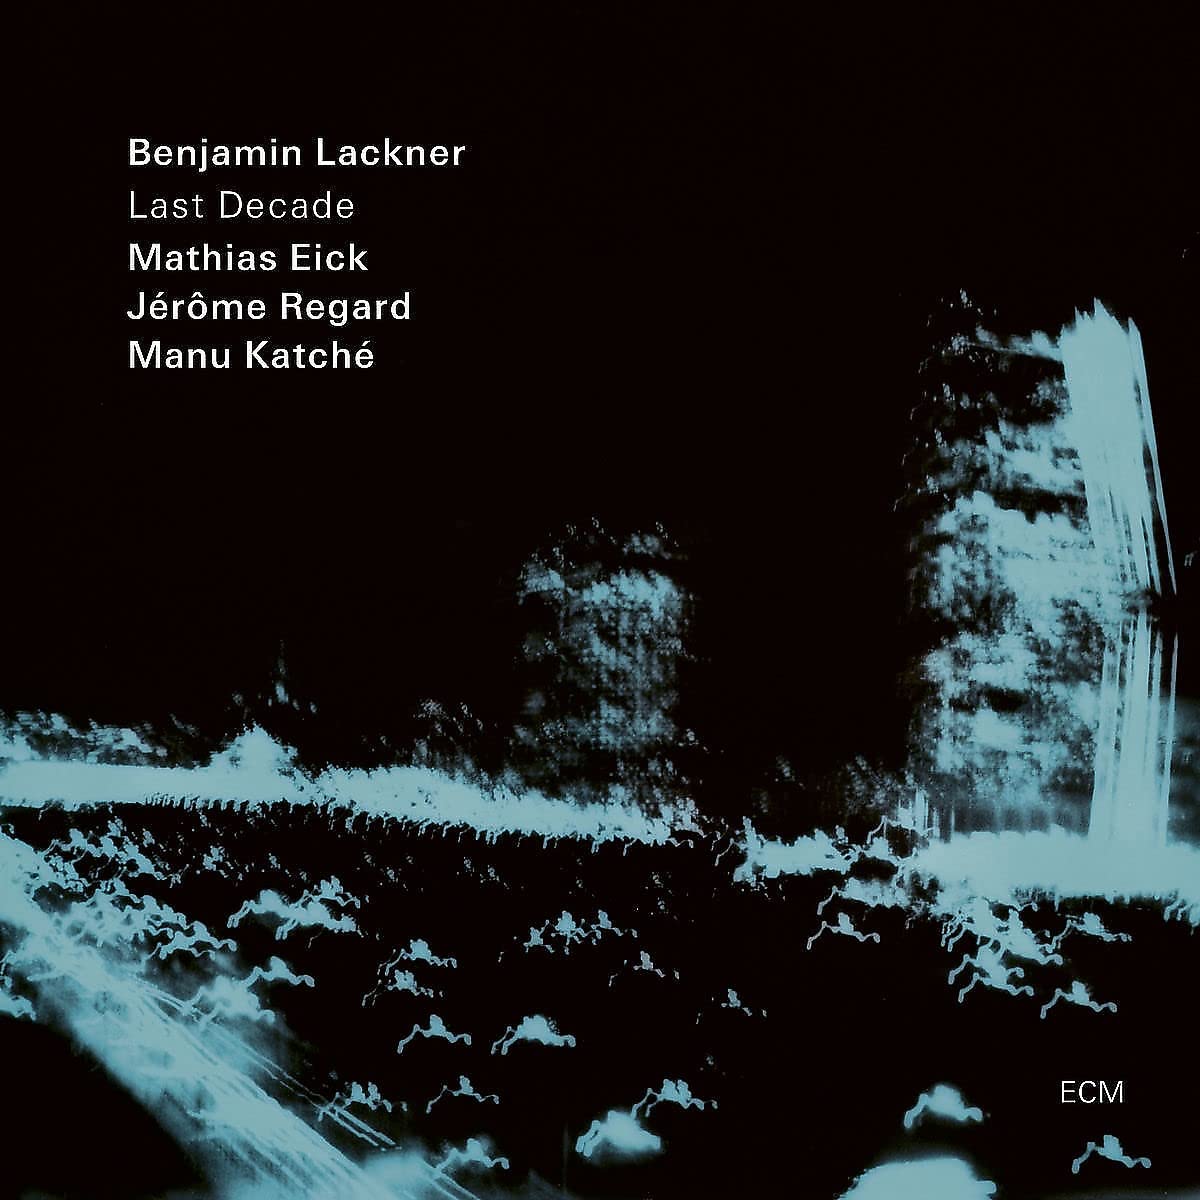 Benjamin Lackner
Last Decade
Mathias Eick
Jérôme Regard
Manu Katché
ECM